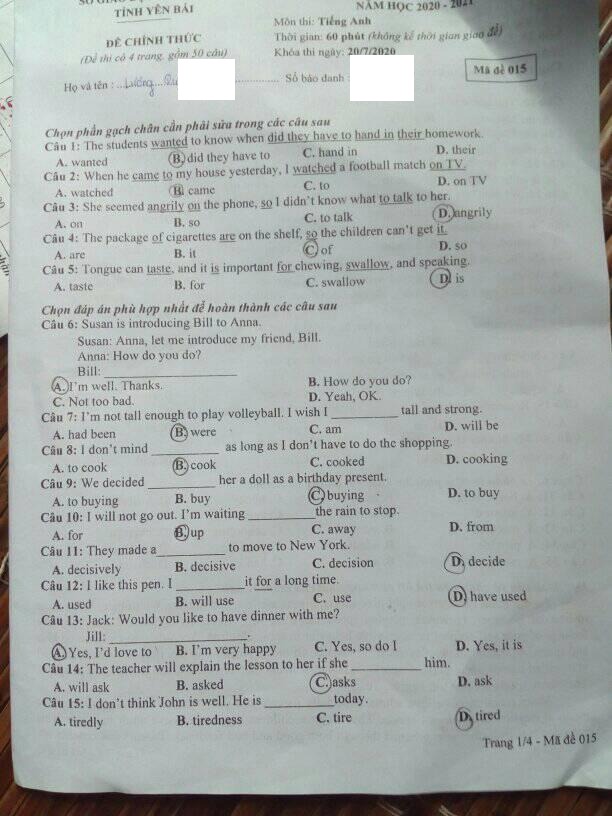 TỈNH YÊN BÁI
NĂM HỌC 2020 - 2021
Môn thi: Tiếng Anh
ĐỀ CHÍNH THỨC
Thời gian: 60 phút (không kể thời gian giao đề)
(Đề thi có 4 trang, gồm 50 câu)
Khóa thi ngày: 20/7/2020
Mã đề 015
Họ và tên : Lương
Số báo danh :
Chọn phần gạch chân cần phải sửa trong các câu sau
Câu 1: The students wanted to know when did they have to hand in their homework.
A. wanted B. did they have to C. hand in D. their
Câu 2: When he came to my house yesterday, I watched a football match on TV.
A. watched B. came C. to D. on TV
Câu 3: She seemed angrily on the phone, so I didn't know what to talk to her.
A. on B. so C. to talk D. angrily
Câu 4: The package of cigarettes are on the shelf, so the children can't get it.
A. are B. it C. of D. so
Câu 5: Tongue can taste, and it is important for chewing, swallow, and speaking.
A. taste B. for C. swallow D. is
Chọn đáp án phù hợp nhất để hoàn thành các câu sau
Câu 6: Susan is introducing Bill to Anna.
Susan: Anna, let me introduce my friend, Bill.
Anna: How do you do?
Bill: ____________________
A. I'm well. Thanks. B. How do you do?
C. Not too bad. D. Yeah, OK.
Câu 7: I'm not tall enough to play volleyball. I wish I __________ tall and strong.
A. had been B. were C. am D. will be
Câu 8: I don't mind __________ as long as I don't have to do the shopping.
A. to cook B. cook C. cooked D. cooking
Câu 9: We decided __________ her a doll as a birthday present.
A. to buying B. buy C. buying D. to buy
Câu 10: I will not go out. I'm waiting __________ the rain to stop.
A. for B. up C. away D. from
Câu 11: They made a __________ to move to New York.
A. decisively B. decisive C. decision D. decide
Câu 12: I like this pen. I __________ it for a long time.
A. used B. will use C. use D. have used
Câu 13: Jack: Would you like to have dinner with me?
Jill: ____________________.
A. Yes, I'd love to B. I'm very happy C. Yes, so do I D. Yes, it is
Câu 14: The teacher will explain the lesson to her if she __________ him.
A. will ask B. asked C. asks D. ask
Câu 15: I don't think John is well. He is __________ today.
A. tiredly B. tiredness C. tire D. tired
Trang 1/4 - Mã đề 015